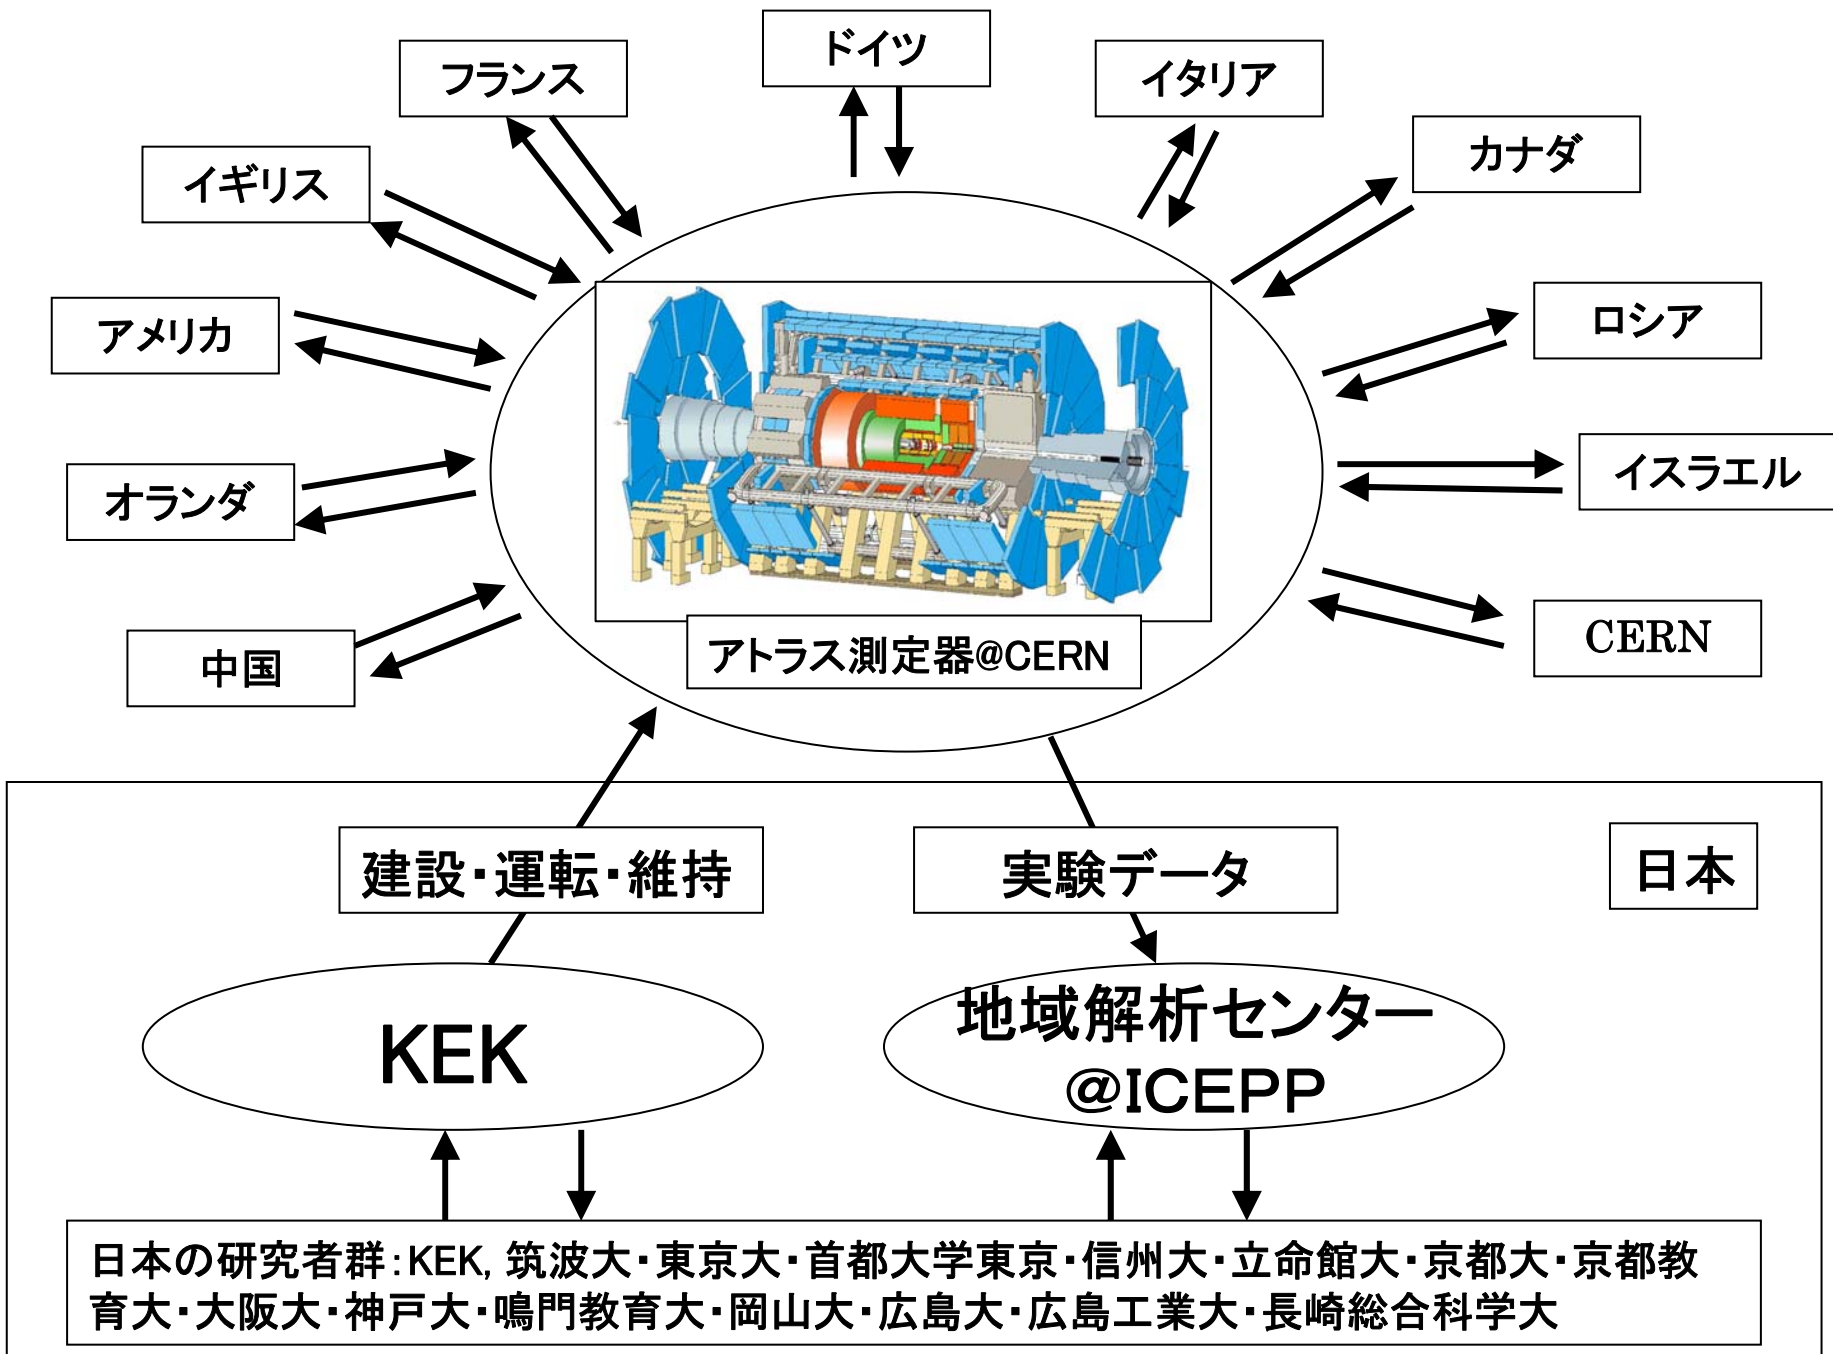 ドイツ
フランス
イタリア
カナダ
イギリス
アメリカ
ロシア
オランダ
イスラエル
中国
CERN
アトラス測定器@CERN
建設・運転・維持
実験データ
日本
KEK
地域解析センター
@ICEPP
日本の研究者群:KEK, 筑波大・東京大・首都大学東京・信州大・立命館大・京都大・京都教
育大・大阪大・神戸大・鳴門教育大・岡山大・広島大・広島工業大・長崎総合科学大